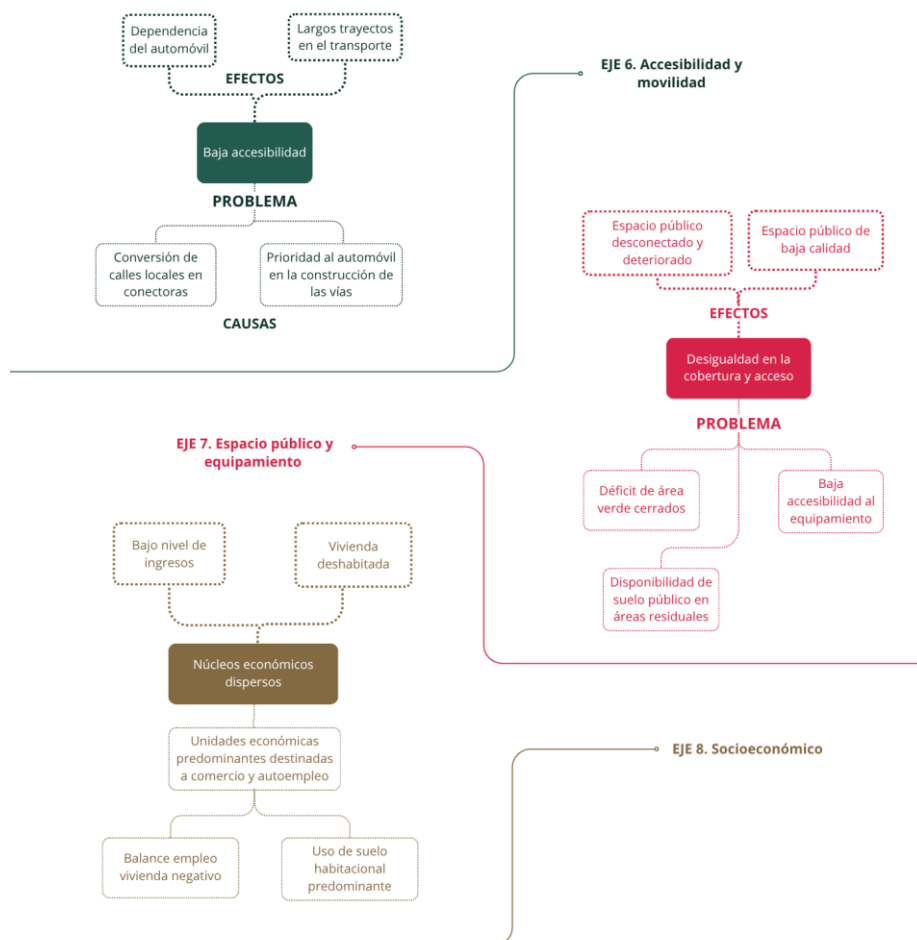 Dependencia
del automóvil
Largos trayectos
en el transporte
EFECTOS
Baja accesibilidad
PROBLEMA
Conversión de
calles locales en
conectoras
Prioridad al automóvil
en la construcción de
las vías
CAUSAS
EJE 6. Accesibilidad y
movilidad
Espacio público
desconectado y
deteriorado
Espacio público de
baja calidad
EFECTOS
Desigualdad en la
cobertura y acceso
PROBLEMA
Déficit de área
verde cerrados
Baja
accesibilidad al
equipamiento
Disponibilidad de
suelo público en
áreas residuales
EJE 7. Espacio público y
equipamiento
Bajo nivel de
ingresos
Vivienda
deshabitada
Núcleos económicos
dispersos
Unidades económicas
predominantes destinadas
a comercio y autoempleo
Balance empleo
vivienda negativo
Uso de suelo
habitacional
predominante
EJE 8. Socioeconómico